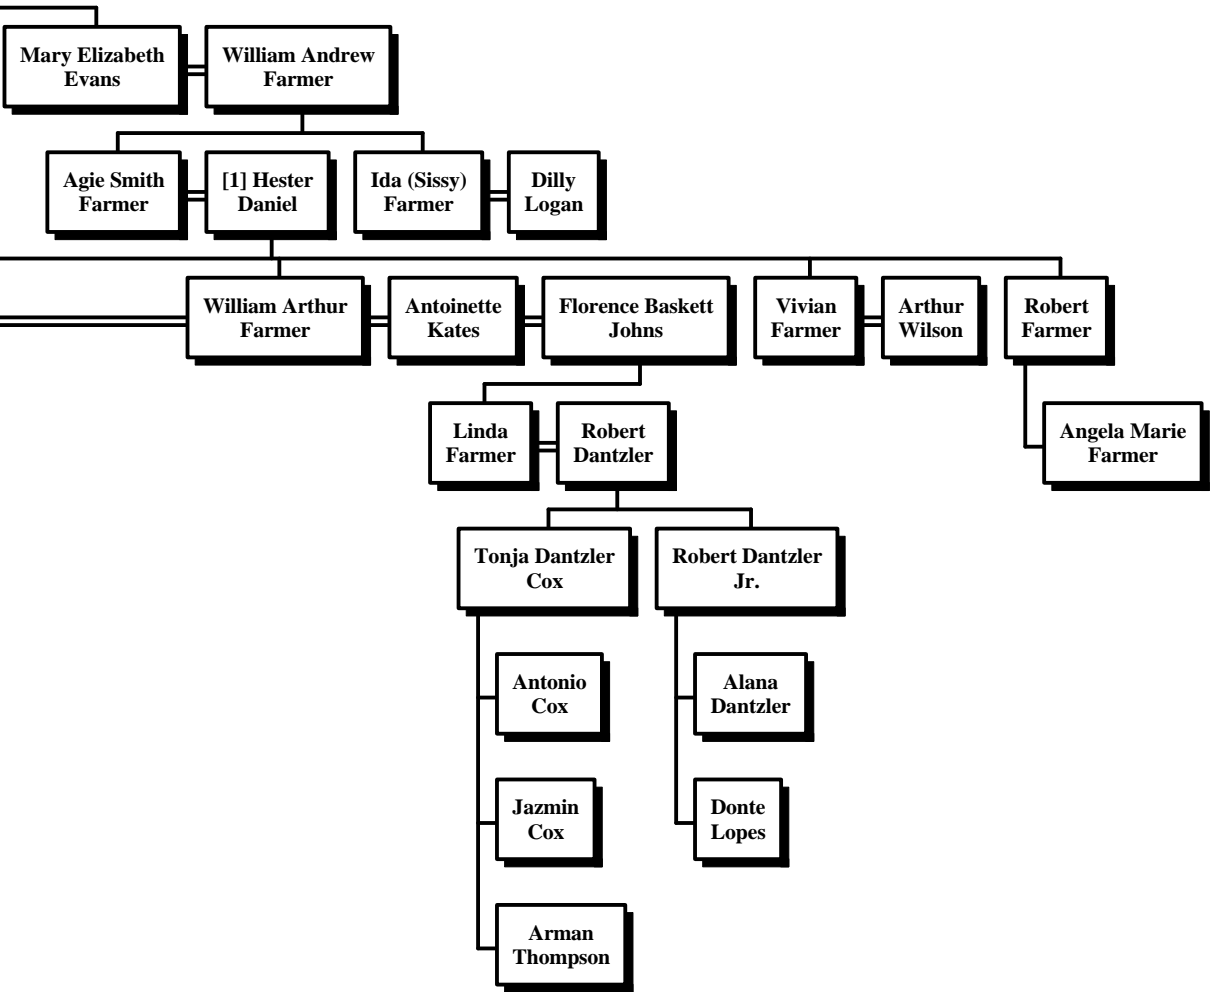 Mary Elizabeth
Evans
William Andrew
Farmer
Agie Smith
Farmer
[1] Hester
Daniel
Ida (Sissy)
Farmer
Dilly
Logan
William Arthur
Farmer
Antoinette
Kates
Florence Baskett
Johns
Vivian
Farmer
Arthur
Wilson
Robert
Farmer
Linda
Farmer
Robert
Dantzler
Angela Marie
Farmer
Tonja Dantzler
Cox
Robert Dantzler
Jr.
Antonio
Cox
Alana
Dantzler
Jazmin
Cox
Donte
Lopes
Arman
Thompson